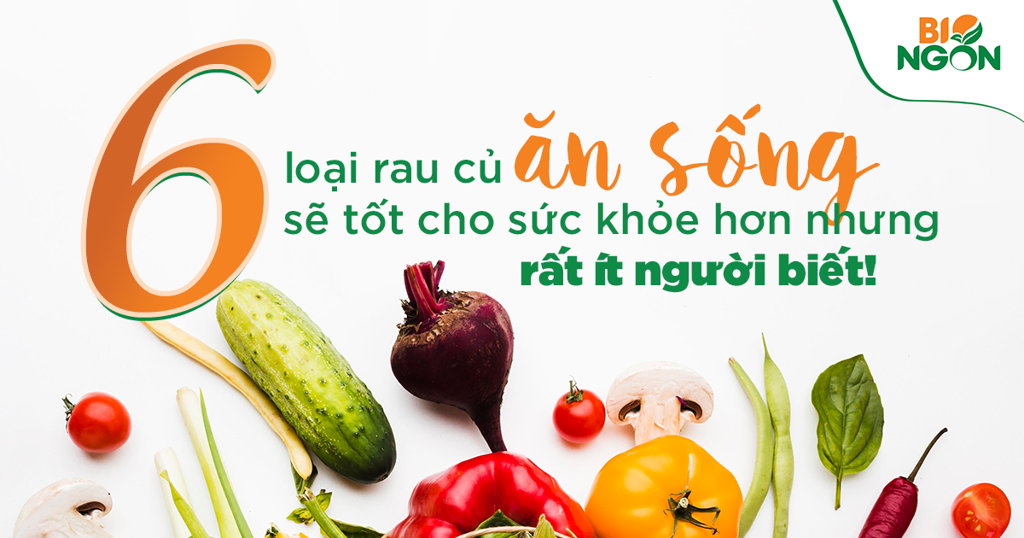 BIO
NGON
6
loại rau củ ăn sống
sẽ tốt cho sức khỏe hơn nhưng
rất ít người biết!